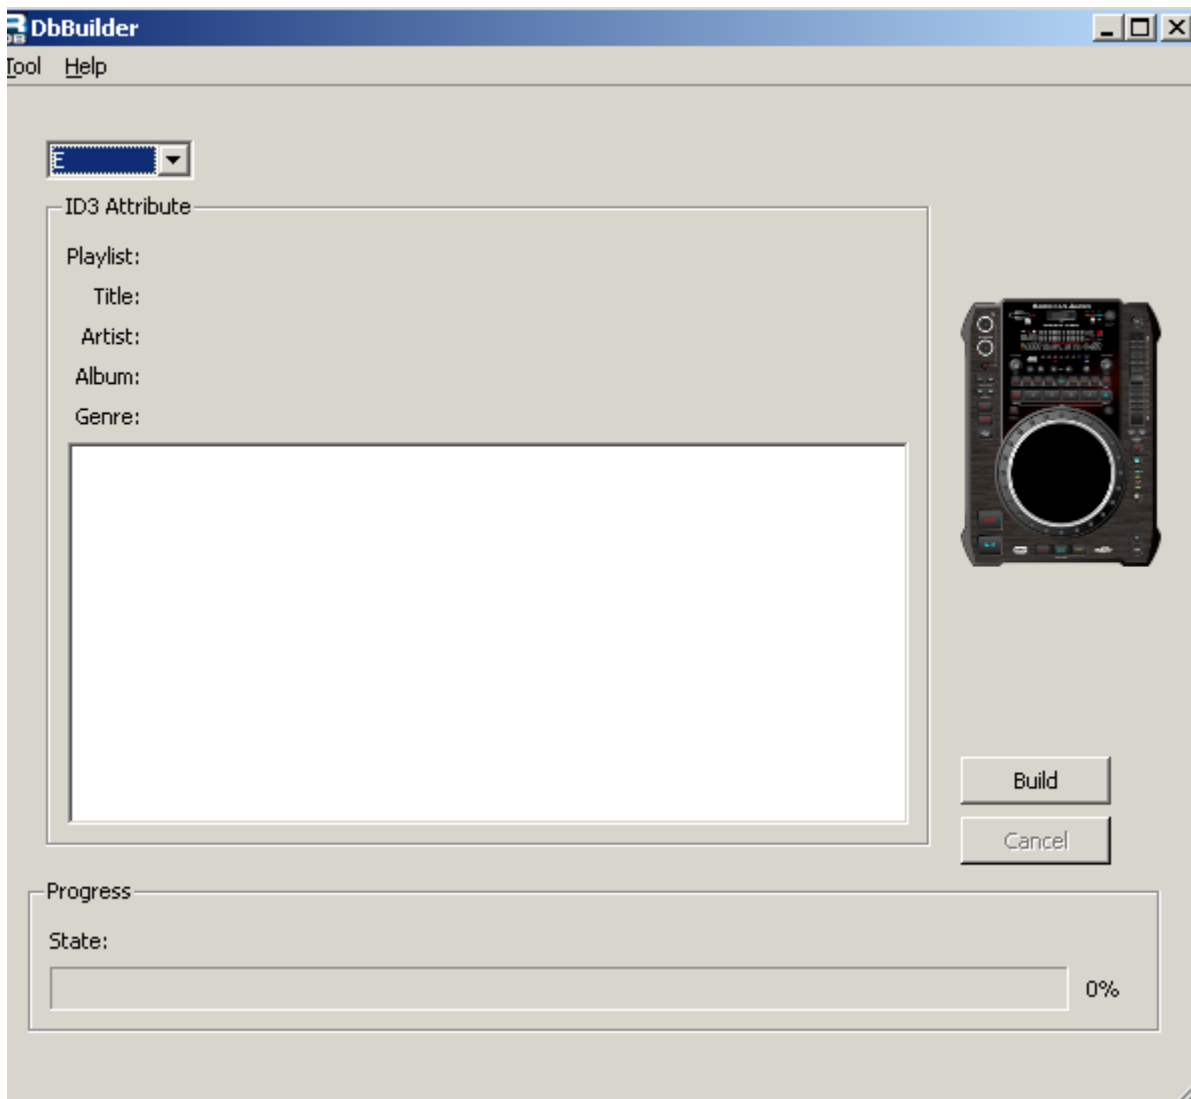 DbBuilder
Tool Help
E
ID3 Attribute
Playlist:
Title:
Artist:
Album:
Genre:
Build
Cancel
Progress
State:
0%